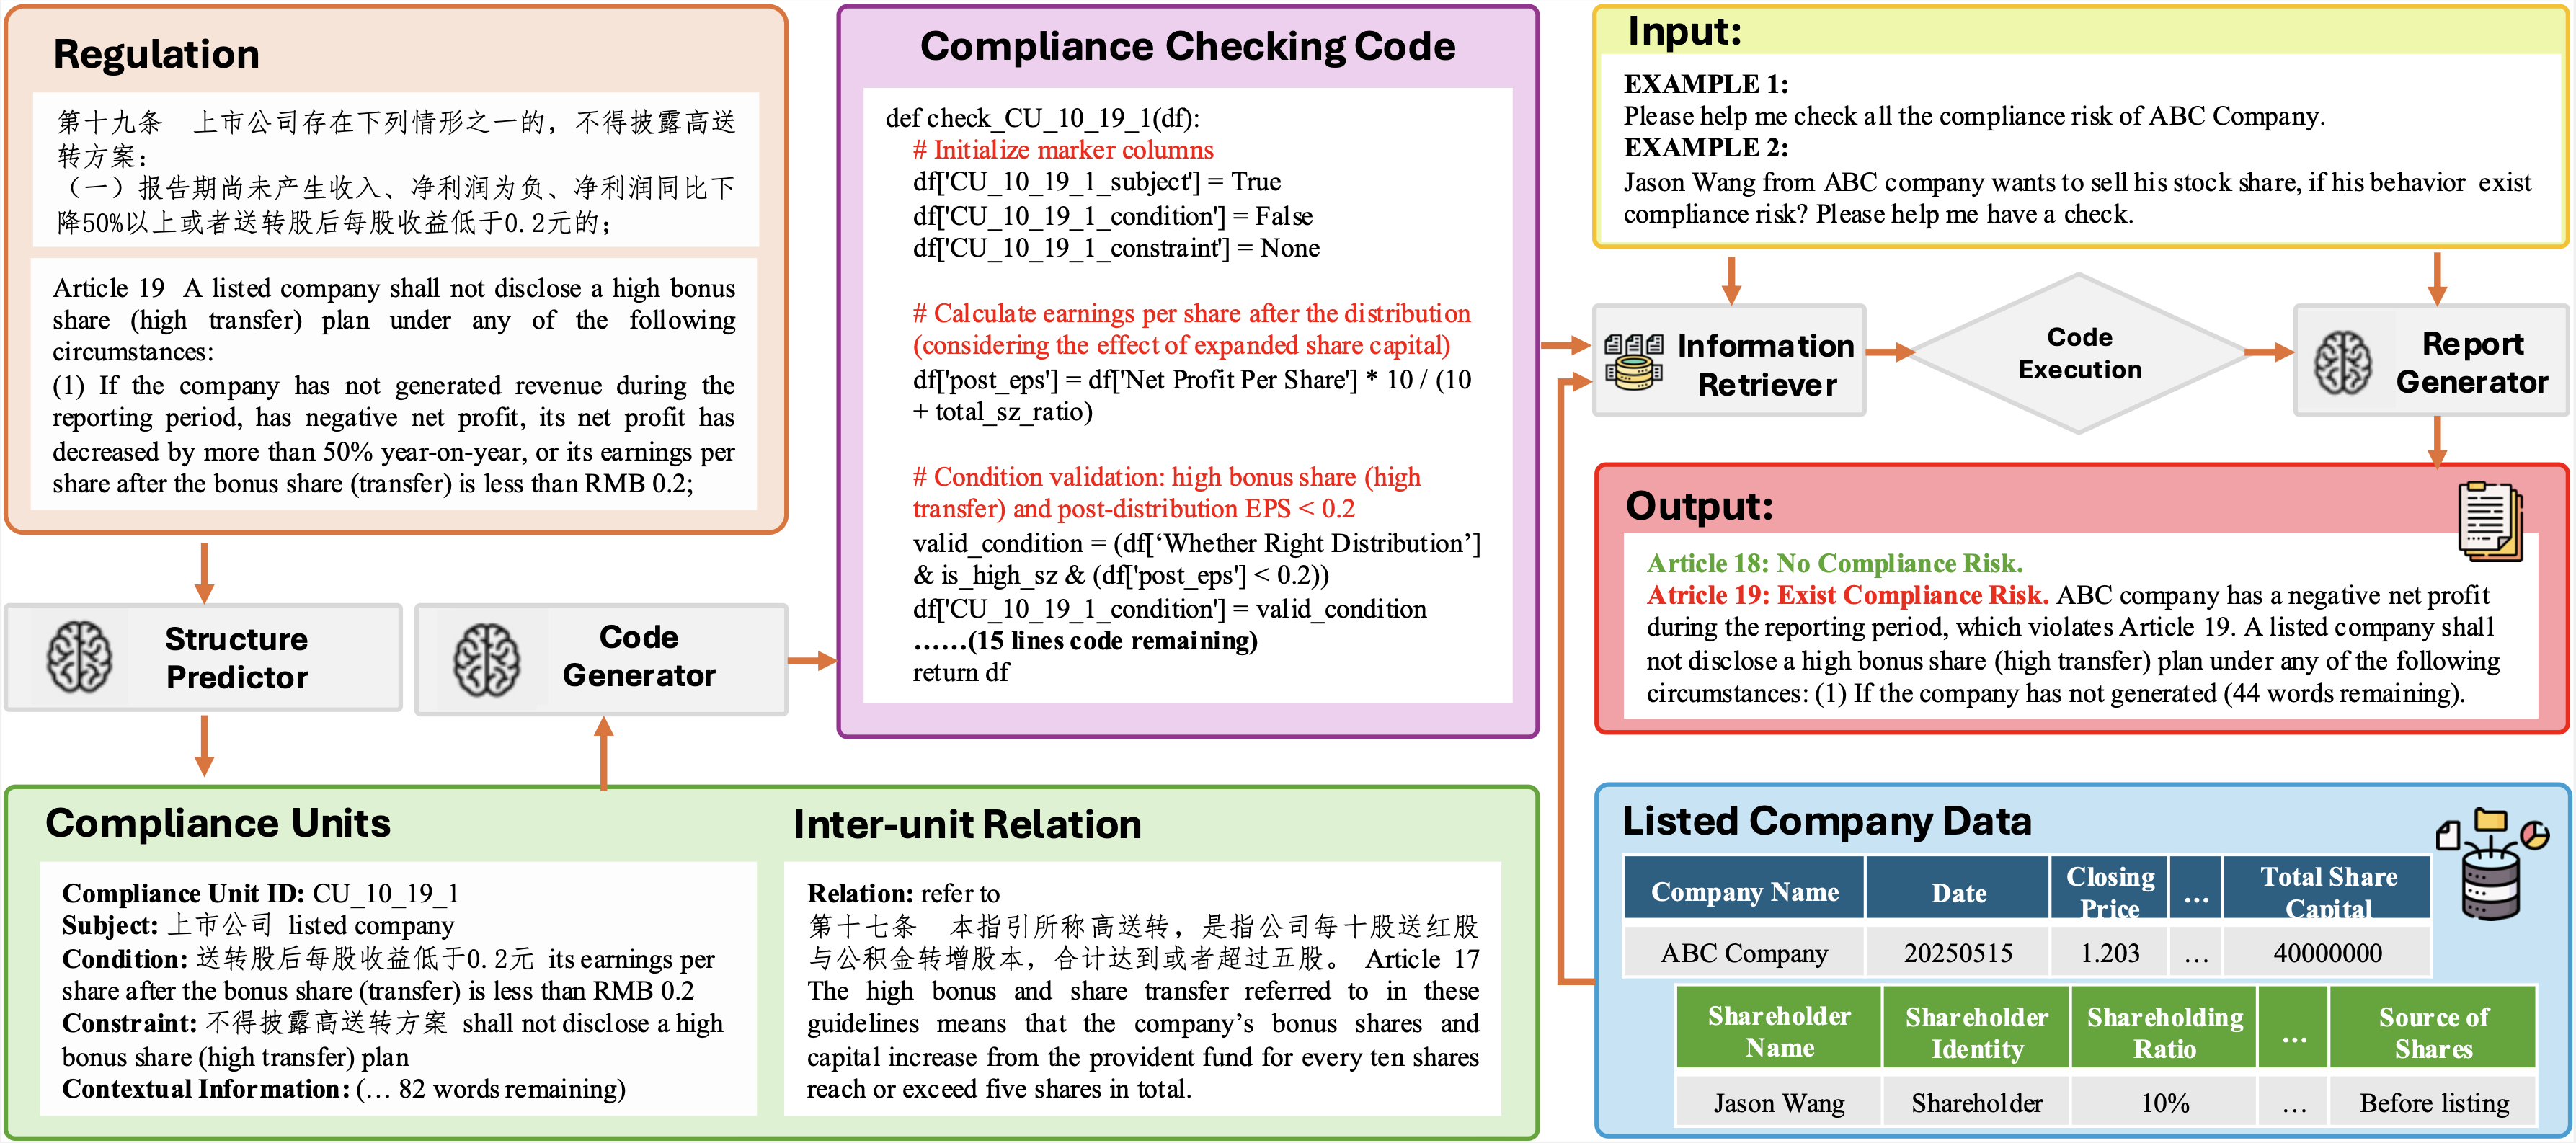 Regulation
第十九条　上市公司存在下列情形之一的，不得披露高送
转方案：
（一）报告期尚未产生收入、净利润为负、净利润同比下
降50%以上或者送转股后每股收益低于0.2元的；
Article 19 A listed company shall not disclose a high bonus
share (high transfer) plan under any of the following
circumstances:
(1) If the company has not generated revenue during the
reporting period, has negative net profit, its net profit has
decreased by more than 50% year-on-year, or its earnings per
share after the bonus share (transfer) is less than RMB 0.2;
Structure
Predictor
Code
Generator
Compliance Units
Compliance Unit ID: CU_10_19_1
Subject: 上市公司 listed company
Condition: 送转股后每股收益低于0.2元 its earnings per
share after the bonus share (transfer) is less than RMB 0.2
Constraint: 不得披露高送转方案 shall not disclose a high
bonus share (high transfer) plan
Contextual Information: (… 82 words remaining)
Inter-unit Relation
Relation: refer to
第十七条　本指引所称高送转，是指公司每十股送红股
与公积金转增股本，合计达到或者超过五股。 Article 17
The high bonus and share transfer referred to in these
guidelines means that the company's bonus shares and
capital increase from the provident fund for every ten shares
reach or exceed five shares in total.
Compliance Checking Code
def check_CU_10_19_1(df):
# Initialize marker columns
df['CU_10_19_1_subject'] = True
df['CU_10_19_1_condition'] = False
df['CU_10_19_1_constraint'] = None
# Calculate earnings per share after the distribution
(considering the effect of expanded share capital)
df['post_eps'] = df['Net Profit Per Share'] * 10 / (10
+ total_sz_ratio)
# Condition validation: high bonus share (high
transfer) and post-distribution EPS < 0.2
valid_condition = (df[‘Whether Right Distribution’]
& is_high_sz & (df['post_eps'] < 0.2))
df['CU_10_19_1_condition'] = valid_condition
……(15 lines code remaining)
return df
Input:
EXAMPLE 1:
Please help me check all the compliance risk of ABC Company.
EXAMPLE 2:
Jason Wang from ABC company wants to sell his stock share, if his behavior exist
compliance risk? Please help me have a check.
Information
Retriever
Code
Execution
Report
Generator
Output:
Article 18: No Compliance Risk.
Atricle 19: Exist Compliance Risk. ABC company has a negative net profit
during the reporting period, which violates Article 19. A listed company shall
not disclose a high bonus share (high transfer) plan under any of the following
circumstances: (1) If the company has not generated (44 words remaining).
Listed Company Data
Company Name Date Closing Price … Total Share Capital
ABC Company 20250515 1.203 … 40000000
Shareholder Name Shareholder Identity Shareholding Ratio … Source of Shares
Jason Wang Shareholder 10% … Before listing